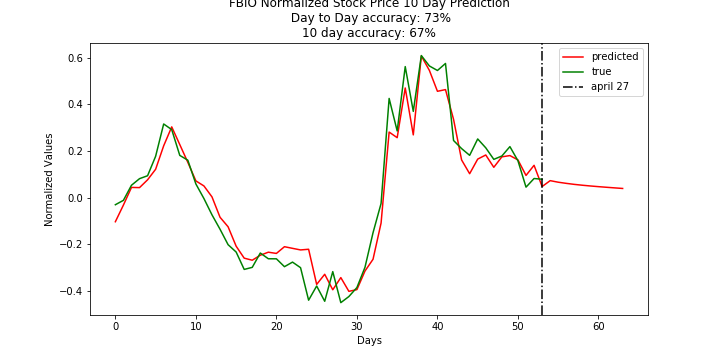 FBIO Normalized Stock Price 10 Day Prediction
Day to Day accuracy: 73%
10 day accuracy: 67%
predicted
true
april 27
Normalized Values
0.6
0.4
0.2
0.0
−0.2
−0.4
0 10 20 30 40 50 60
Days